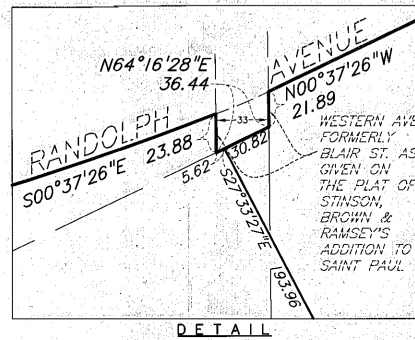 N64°16'28"E
36.44
AVENUE
N00°37'26"W
21.89
33
RANDOLPH
S00°37'26"E
23.88
5.62
30.82
S27°33'27"E
93.96
WESTERN AVE
FORMERLY
BLAIR ST. AS
GIVEN ON
THE PLAT OF
STINSON,
BROWN &
RAMSEY'S
ADDITION TO
SAINT PAUL
DETAIL